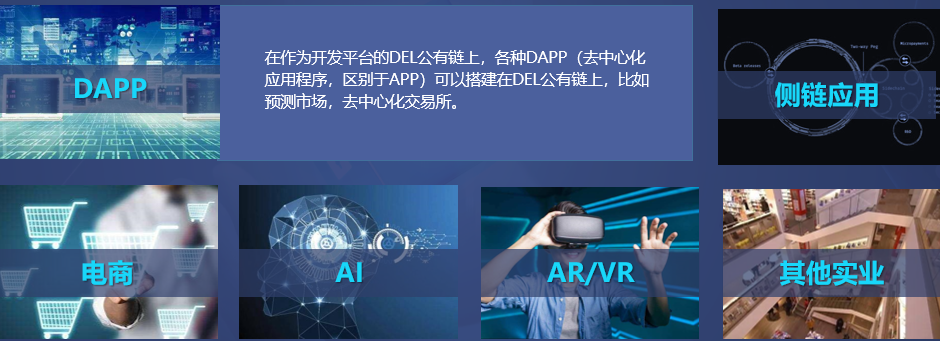 DAPP
在作为开发平台的DEL公有链上，各种DAPP（去中心化
应用程序，区别于APP）可以搭建在DEL公有链上，比如
预测市场，去中心化交易所。
Two-way Peg
Micropayments
侧链应用
电商
AI
AR/VR
其他实业